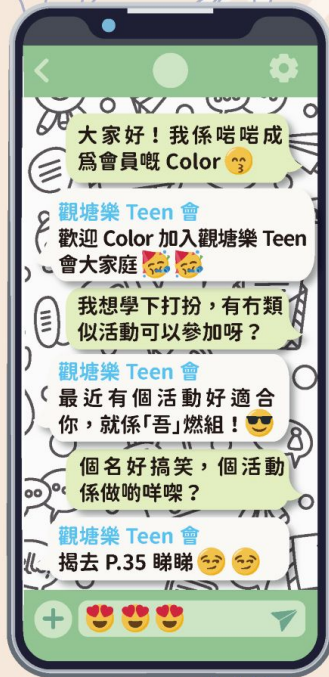 大家好！我係啱啱成
為會員嘅 Color 😙
觀塘樂 Teen 會
歡迎 Color 加入觀塘樂 Teen
會大家庭 🥳🥳
我想學下打扮，有冇類
似活動可以參加呀？
觀塘樂 Teen 會
最近有個活動好適合
你，就係「吾」燃組！😎
個名好搞笑，個活動
係做啲咩㗎？
觀塘樂 Teen 會
揭去 P.35 睇睇 😏😏
😍😍😍